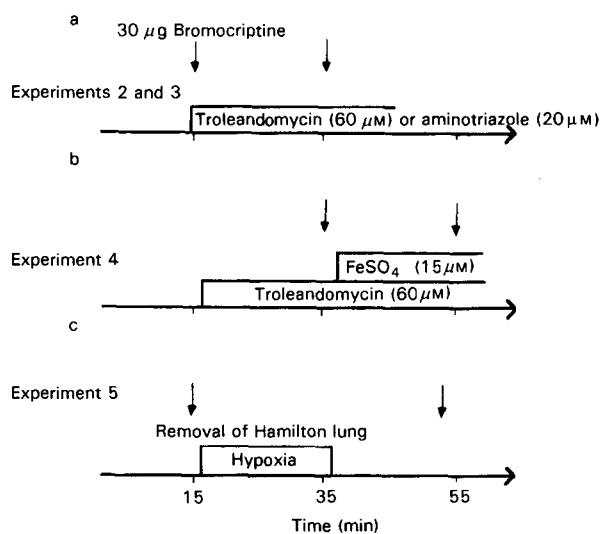 a
30 μg Bromocriptine
Experiments 2 and 3
Troleandomycin (60 μM) or aminotriazole (20 μM)
b
Experiment 4
FeSO₄ (15 μM)
Troleandomycin (60 μM)
c
Experiment 5
Removal of Hamilton lung
Hypoxia
15 35 55
Time (min)